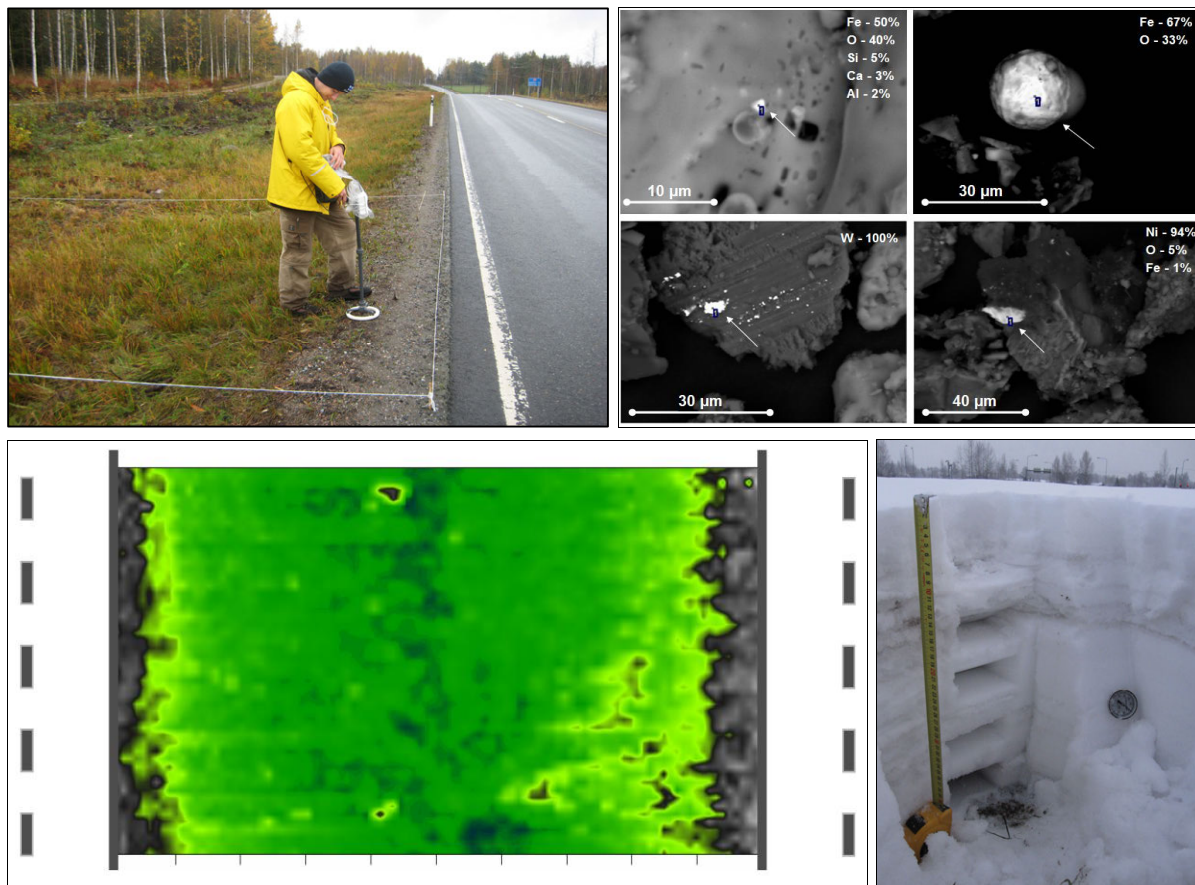 Fe - 50%
O - 40%
Si - 5%
Ca - 3%
Al - 2%
10 µm
Fe - 67%
O - 33%
30 µm
W - 100%
30 µm
Ni - 94%
O - 5%
Fe - 1%
40 µm